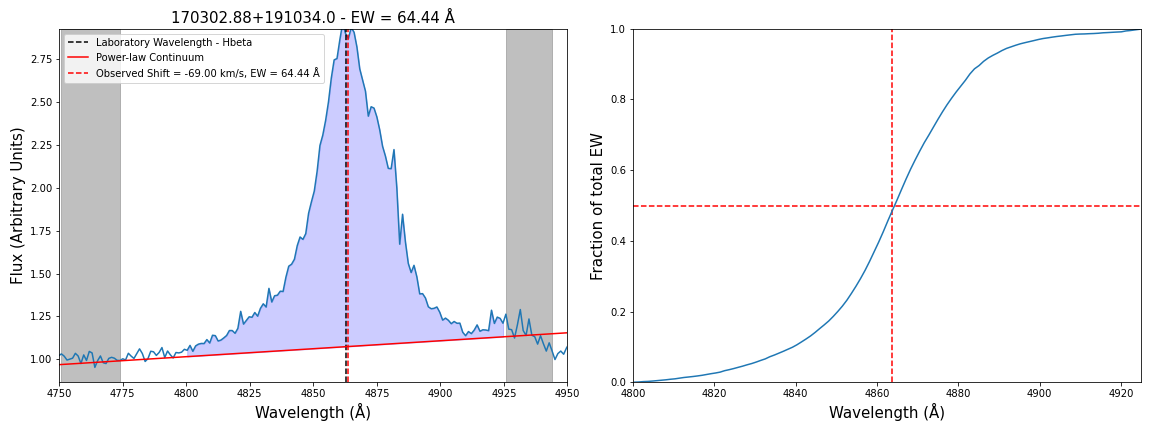 170302.88+191034.0 - EW = 64.44 Å
Laboratory Wavelength - Hbeta
Power-law Continuum
Observed Shift = -69.00 km/s, EW = 64.44 Å
Flux (Arbitrary Units)
2.75
2.50
2.25
2.00
1.75
1.50
1.25
1.00
4750 4775 4800 4825 4850 4875 4900 4925 4950
Wavelength (Å)
Fraction of total EW
1.0
0.8
0.6
0.4
0.2
0.0
4800 4820 4840 4860 4880 4900 4920
Wavelength (Å)